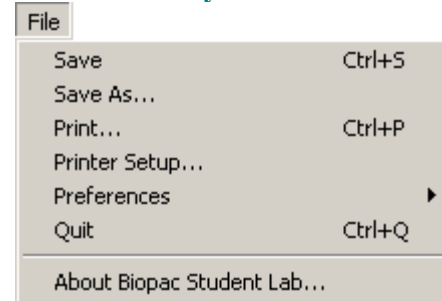 File
Save Ctrl+S
Save As...
Print... Ctrl+P
Printer Setup...
Preferences
Quit Ctrl+Q
About Biopac Student Lab...